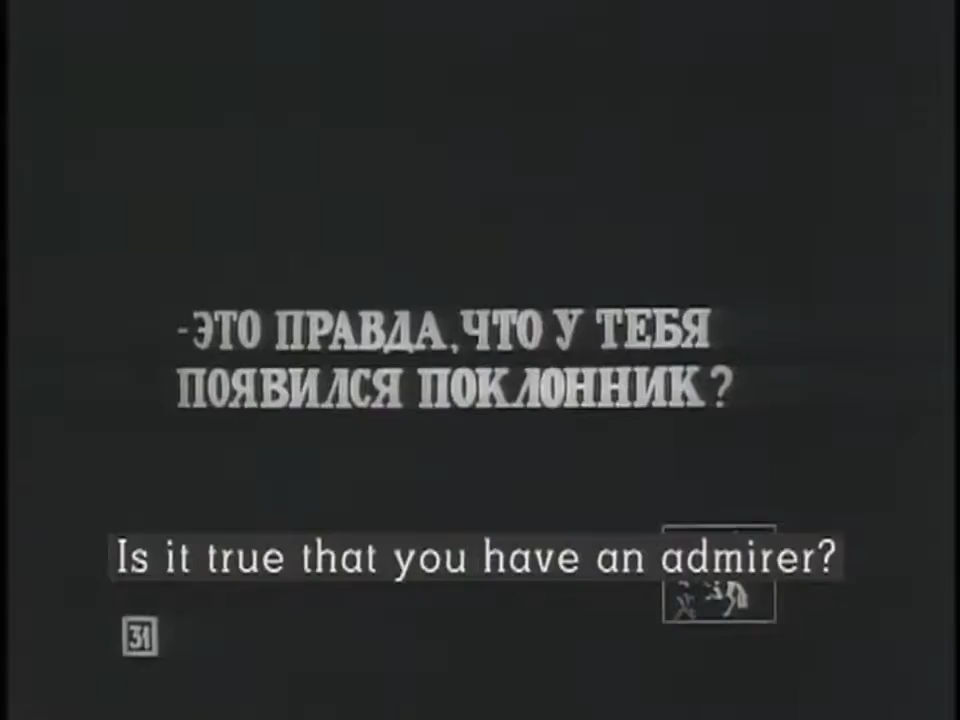 -ЭТО ПРАВДА, ЧТО У ТЕБЯ
ПОЯВИЛСЯ ПОКЛОННИК?
Is it true that you have an admirer?
31